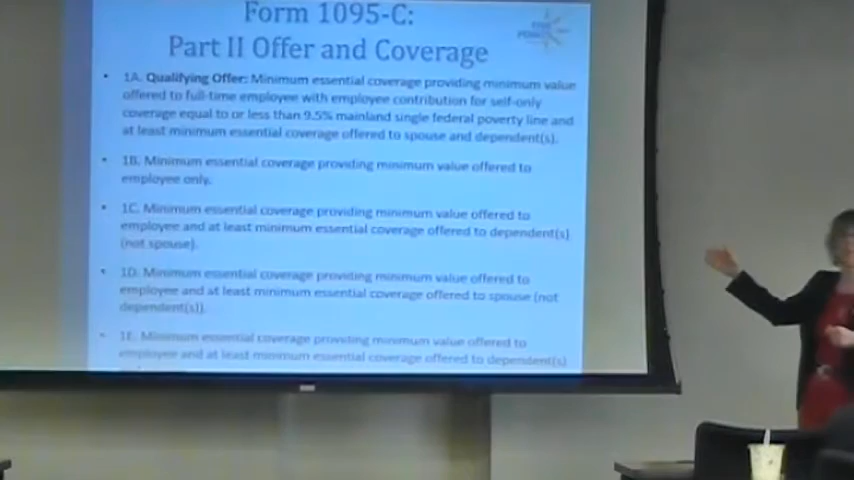 Form 1095-C:
Part II Offer and Coverage
• 1A. Qualifying Offer: Minimum essential coverage providing minimum value
offered to full-time employee with employee contribution for self-only
coverage equal to or less than 9.5% mainland single federal poverty line and
at least minimum essential coverage offered to spouse and dependent(s).
• 1B. Minimum essential coverage providing minimum value offered to
employee only.
• 1C. Minimum essential coverage providing minimum value offered to
employee and at least minimum essential coverage offered to dependent(s)
(not spouse).
• 1D. Minimum essential coverage providing minimum value offered to
employee and at least minimum essential coverage offered to spouse (not
dependent(s)).
• 1E. Minimum essential coverage providing minimum value offered to
employee and at least minimum essential coverage offered to dependent(s)